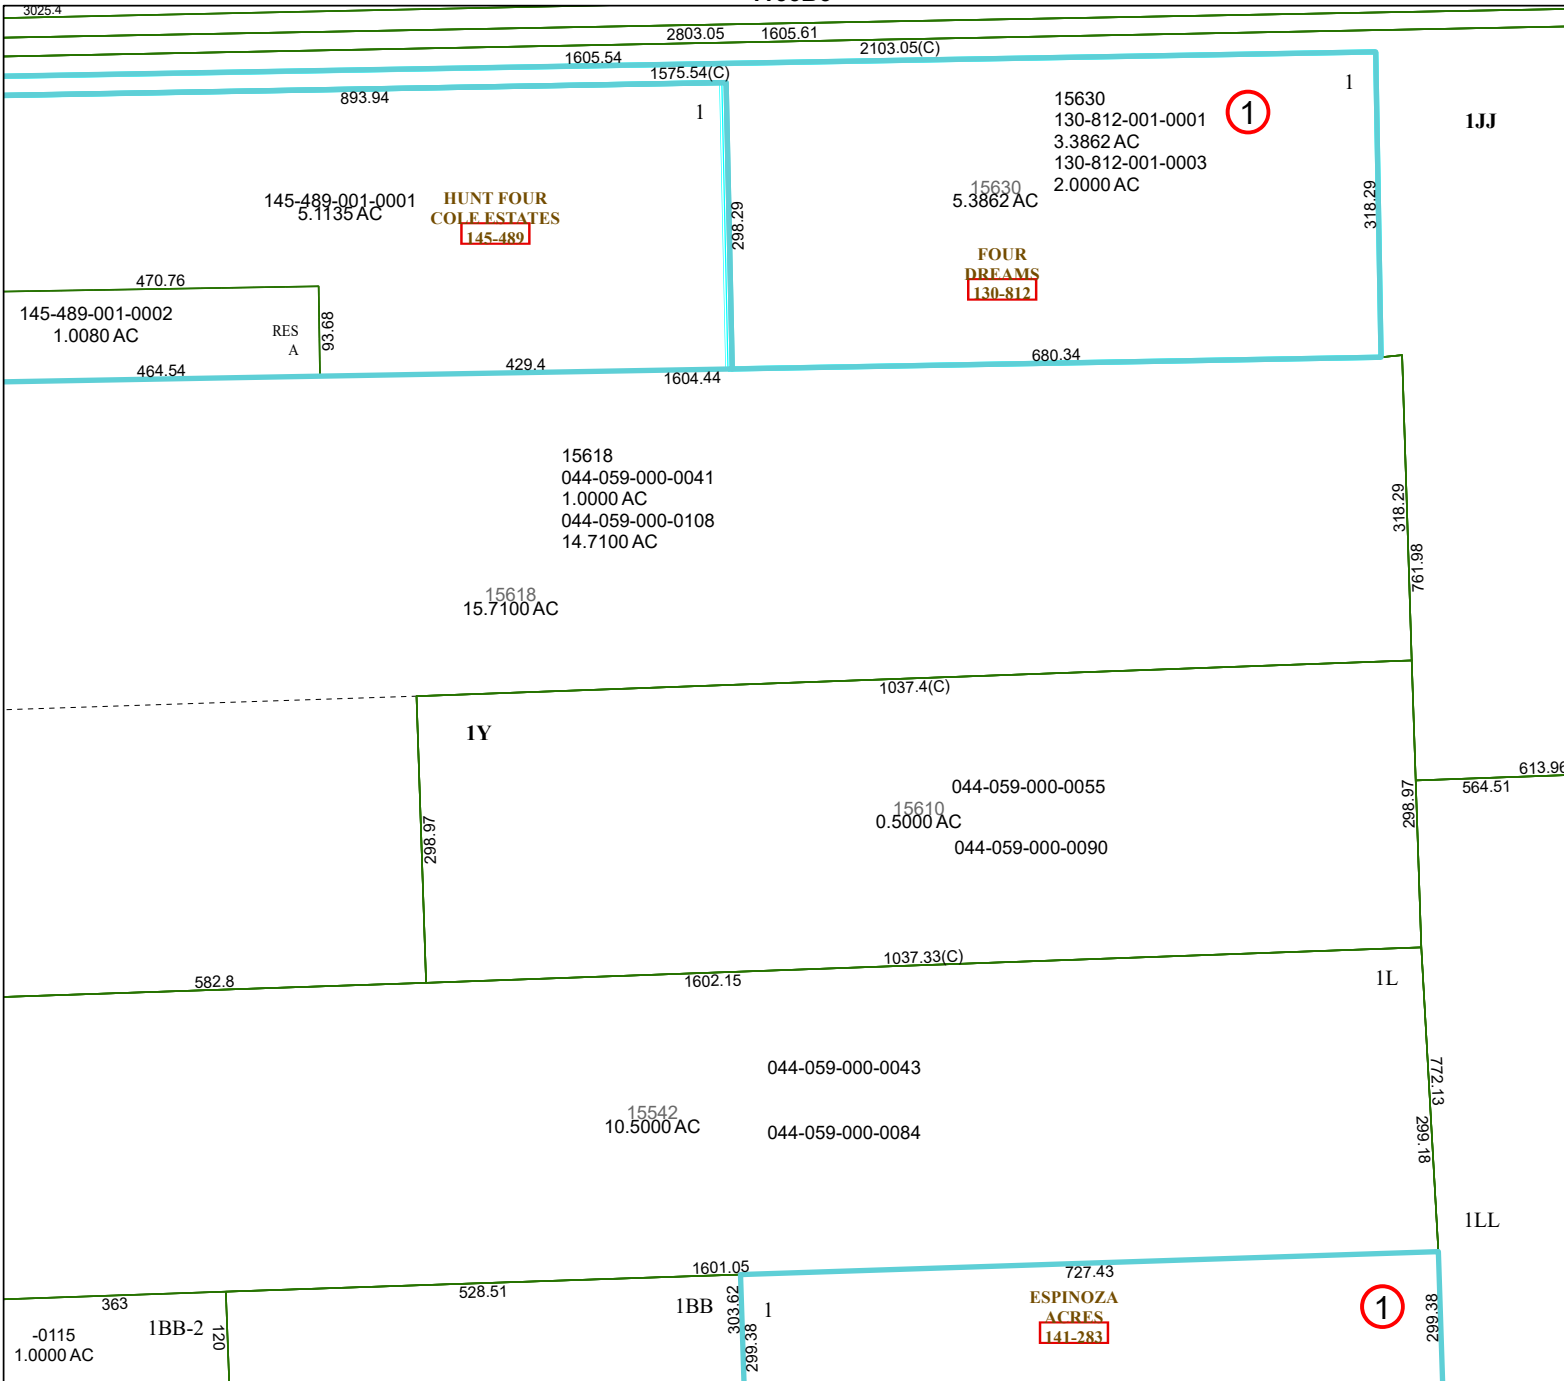 3025.4
2803.05
1605.61
2103.05(C)
1605.54
1575.54(C)
893.94
1
1
15630
130-812-001-0001
3.3862 AC
130-812-001-0003
2.0000 AC
1
1JJ
145-489-001-0001
5.1135 AC
HUNT FOUR
COLE ESTATES
145-489
298.29
15630
5.3862 AC
318.29
FOUR
DREAMS
130-812
470.76
145-489-001-0002
1.0080 AC
RES
A
93.68
464.54
429.4
1604.44
680.34
15618
044-059-000-0041
1.0000 AC
044-059-000-0108
14.7100 AC
318.29
761.98
15618
15.7100 AC
1037.4(C)
1Y
298.97
044-059-000-0055
15610
0.5000 AC
044-059-000-0090
298.97
613.96
564.51
582.8
1602.15
1037.33(C)
1L
044-059-000-0043
15542
10.5000 AC
044-059-000-0084
772.13
299.18
1LL
1601.05
727.43
363
528.51
1BB
303.62
299.38
1
ESPINOZA
ACRES
141-283
1
299.38
-0115
1.0000 AC
1BB-2
120